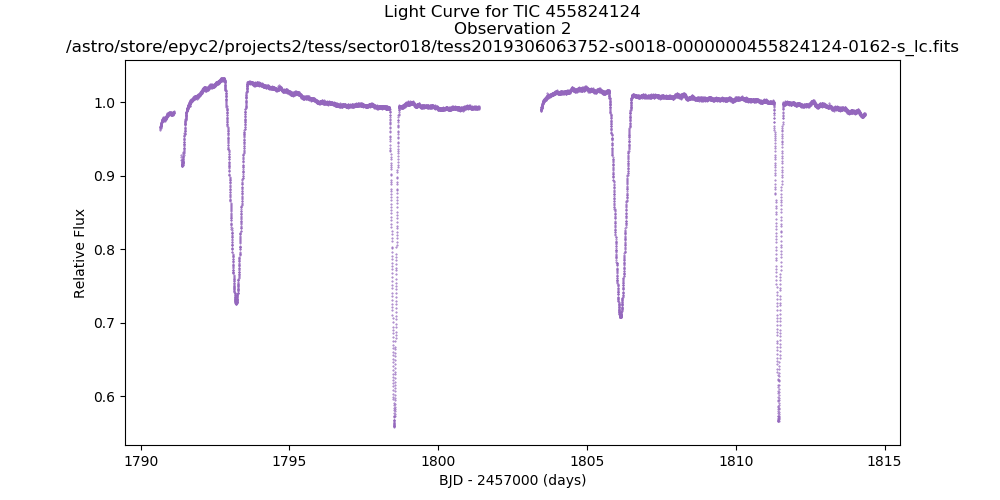 Light Curve for TIC 455824124
Observation 2
/astro/store/epyc2/projects2/tess/sector018/tess2019306063752-s0018-0000000455824124-0162-s_lc.fits
1.0
0.9
0.8
0.7
0.6
Relative Flux
1790
1795
1800
1805
1810
1815
BJD - 2457000 (days)